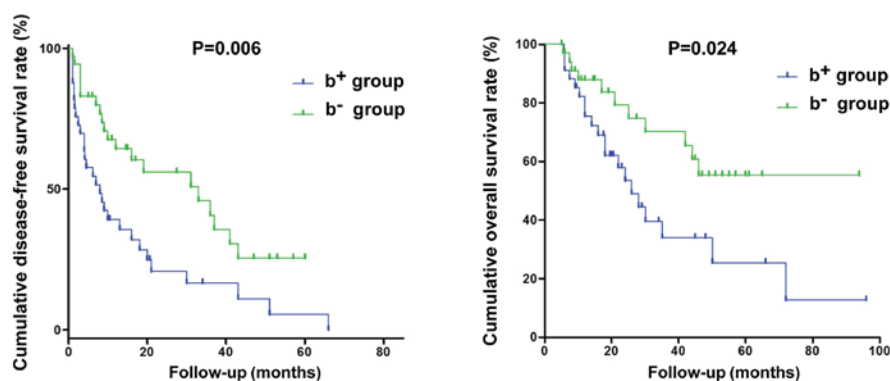 Cumulative disease-free survival rate (%)
100
50
0
P=0.006
b⁺ group
b⁻ group
0 20 40 60 80
Follow-up (months)
Cumulative overall survival rate (%)
100
80
60
40
20
0
P=0.024
b⁺ group
b⁻ group
0 20 40 60 80 100
Follow-up (months)